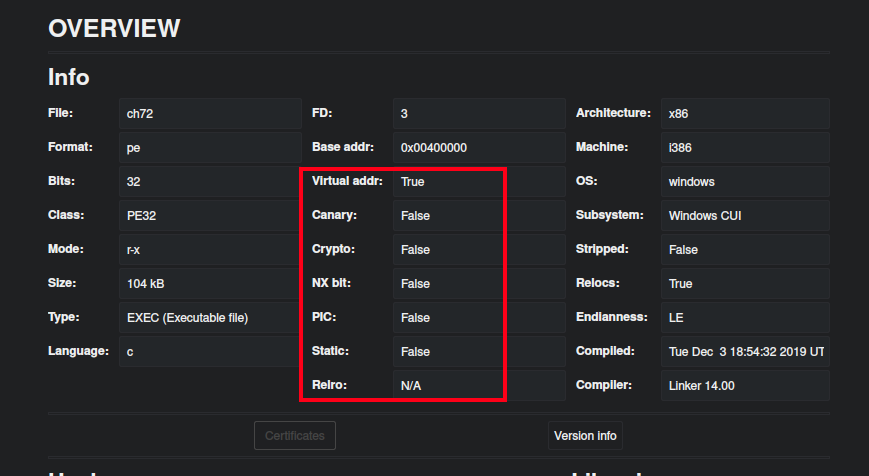 OVERVIEW
Info
File: ch72 FD: 3 Architecture: x86
Format: pe Base addr: 0x00400000 Machine: i386
Bits: 32 Virtual addr: True OS: windows
Class: PE32 Canary: False Subsystem: Windows CUI
Mode: r-x Crypto: False Stripped: False
Size: 104 kB NX bit: False Relocs: True
Type: EXEC (Executable file) PIC: False Endianness: LE
Language: c Static: False Compiled: Tue Dec 3 18:54:32 2019 UT
Relro: N/A Compiler: Linker 14.00
Certificates Version info